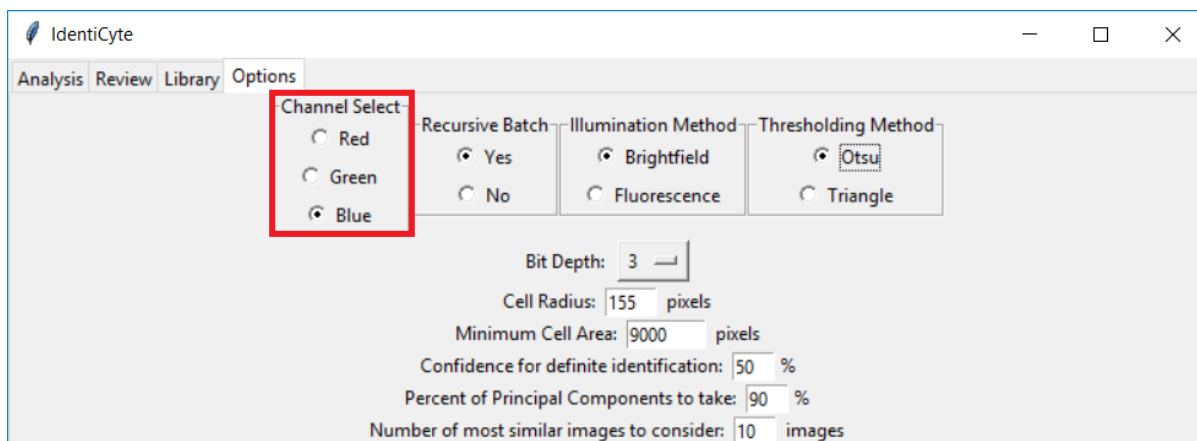 IdentiCyte
Analysis Review Library Options
Channel Select
Red
Green
Blue
Recursive Batch
Yes
No
Illumination Method
Brightfield
Fluorescence
Thresholding Method
Otsu
Triangle
Bit Depth: 3
Cell Radius: 155 pixels
Minimum Cell Area: 9000 pixels
Confidence for definite identification: 50 %
Percent of Principal Components to take: 90 %
Number of most similar images to consider: 10 images